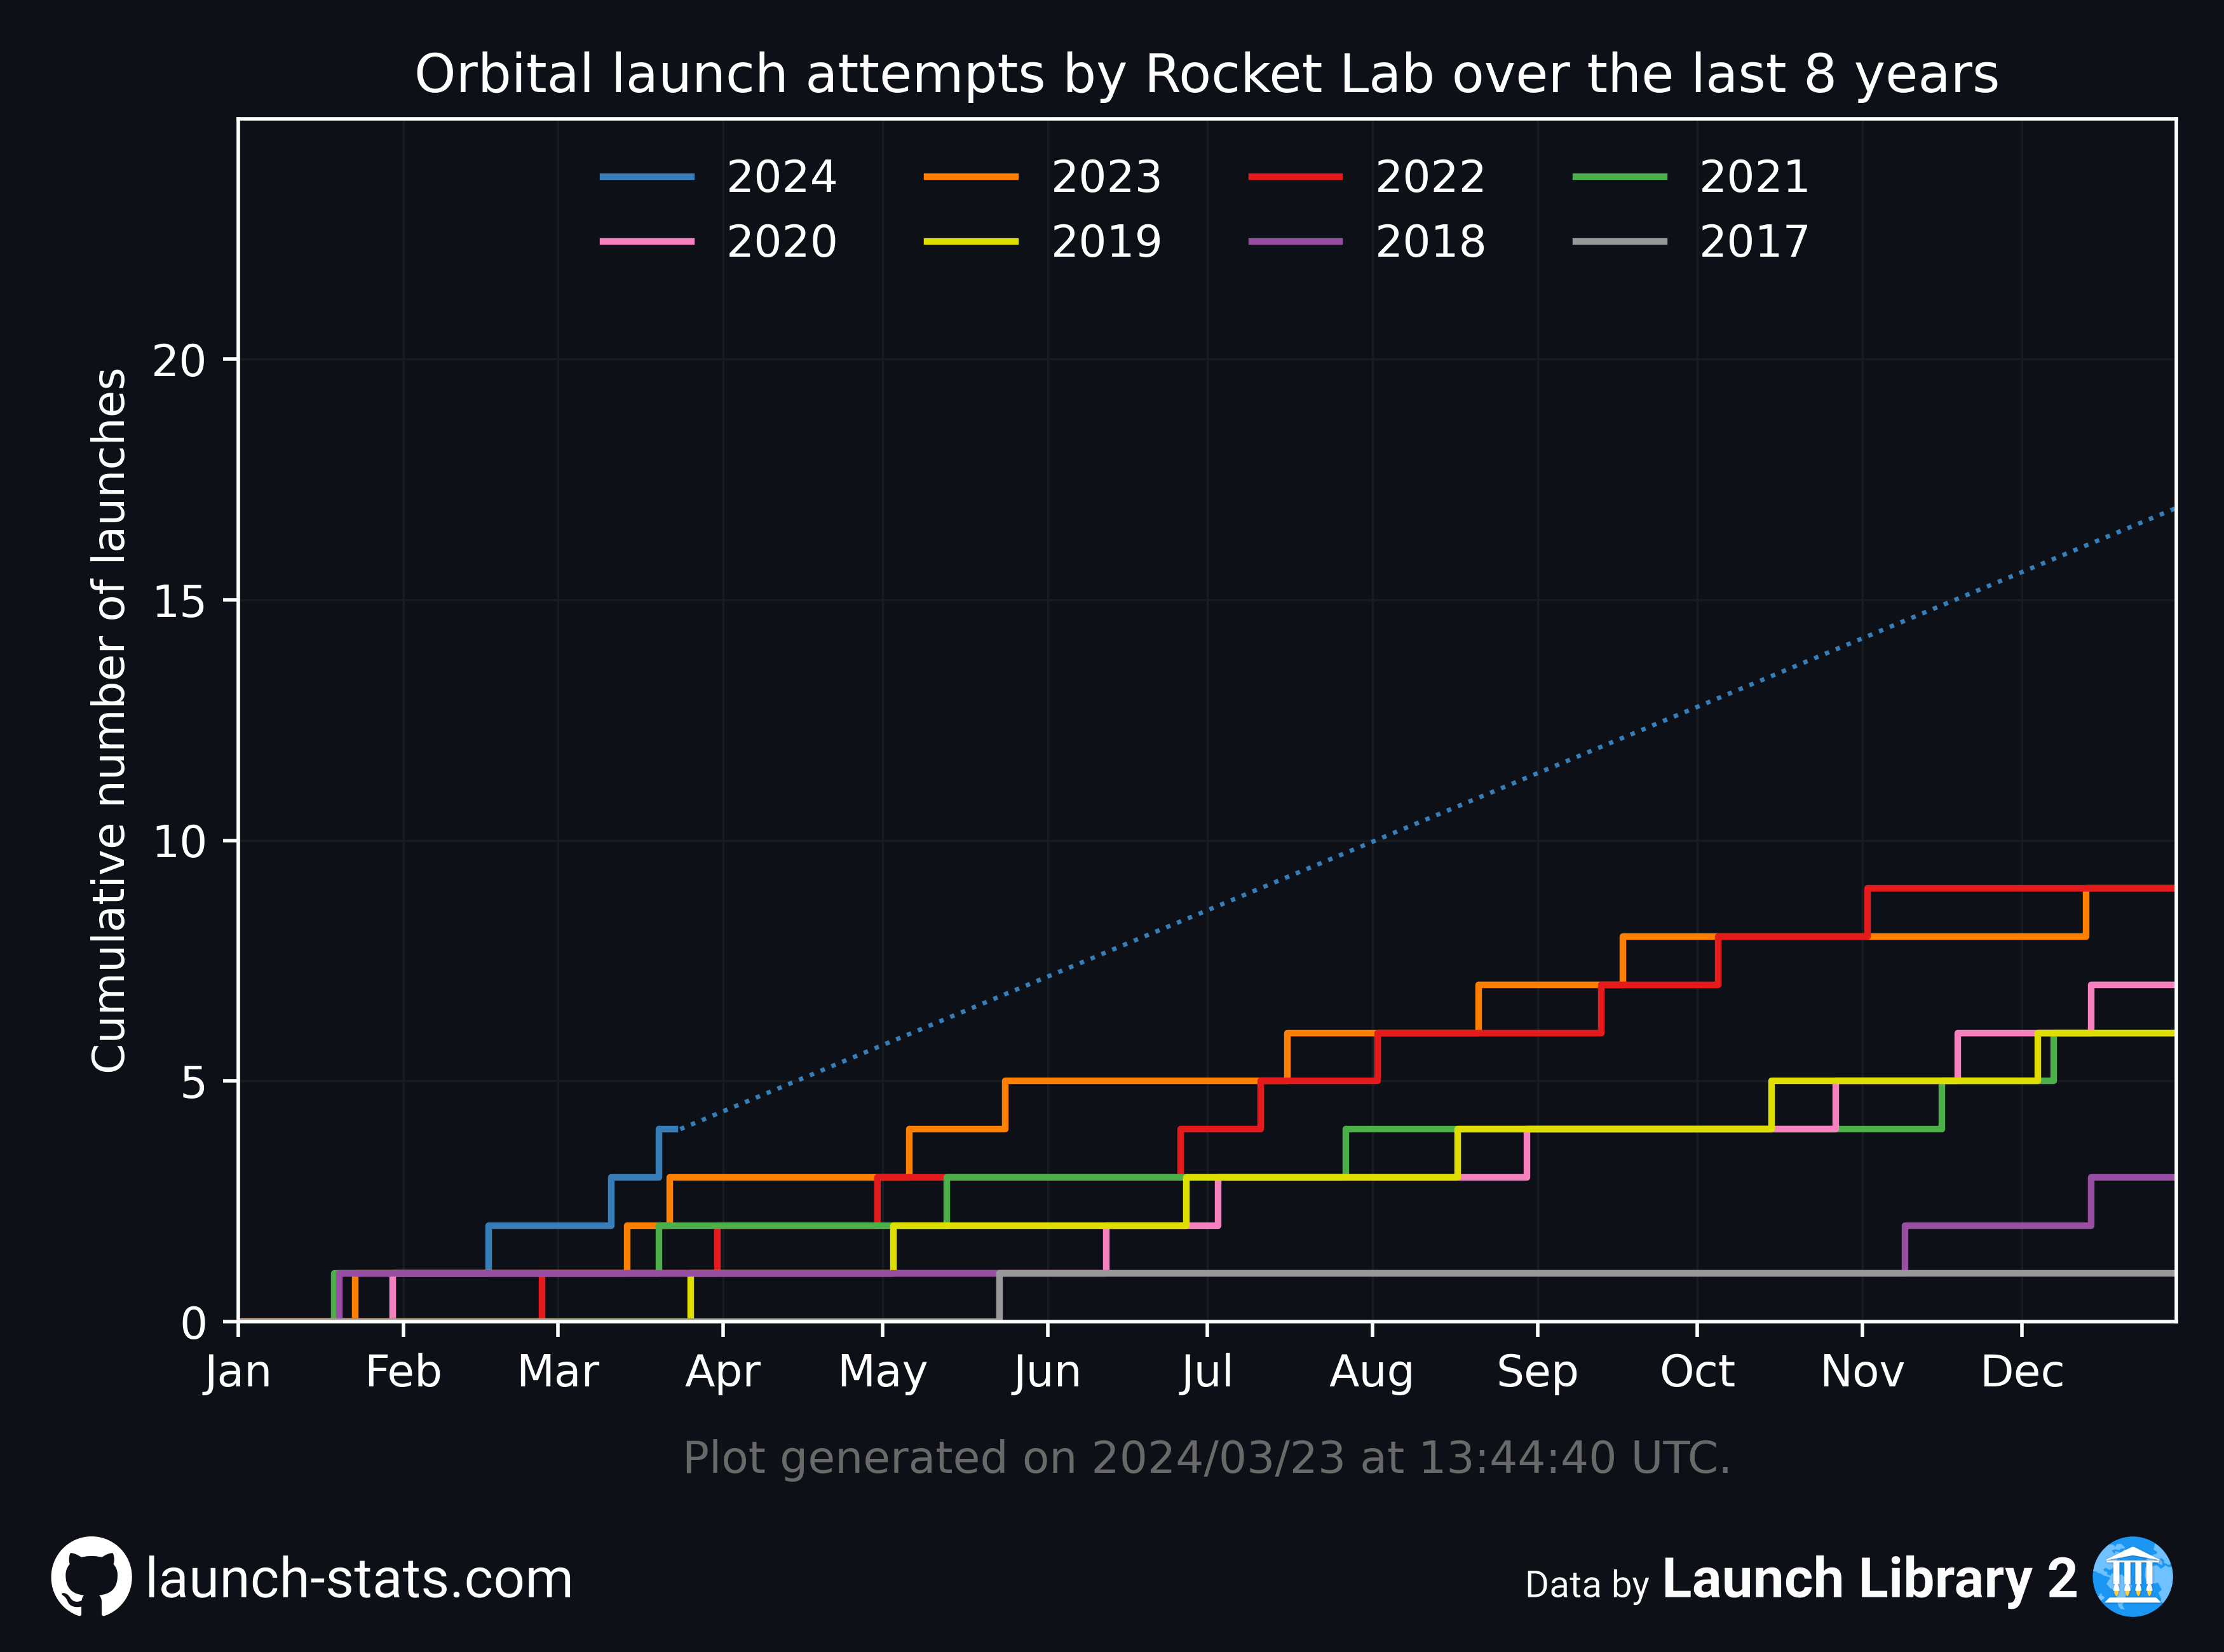 Orbital launch attempts by Rocket Lab over the last 8 years
2024 2023 2022 2021
2020 2019 2018 2017
Cumulative number of launches
20
15
10
5
0
Jan Feb Mar Apr May Jun Jul Aug Sep Oct Nov Dec
Plot generated on 2024/03/23 at 13:44:40 UTC.
launch-stats.com
Data by Launch Library 2